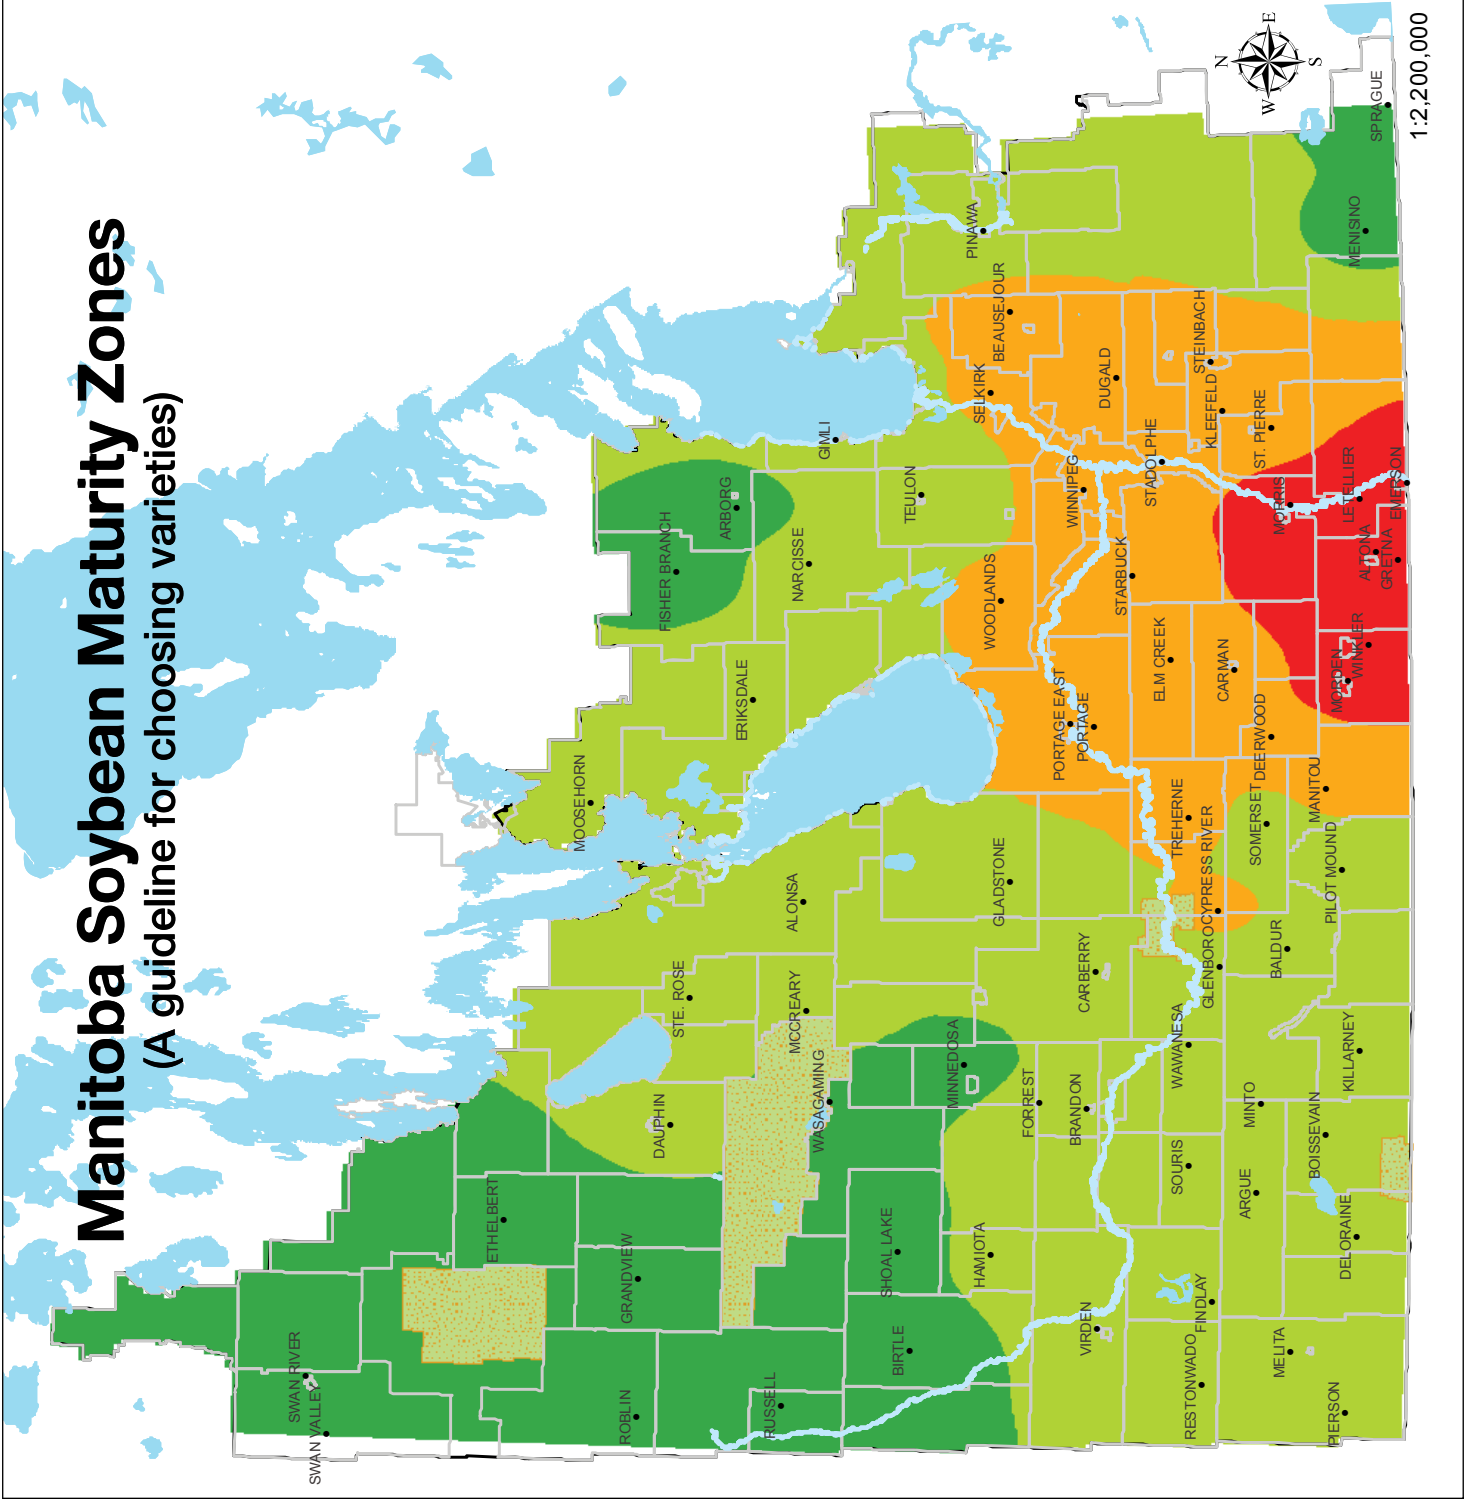 Manitoba Soybean Maturity Zones
(A guideline for choosing varieties)
SWAN RIVER
SWAN VALLEY
ETHELBERT
MOOSEHORN
ROBLIN
GRANDVIEW
DAUPHIN
STE. ROSE
FISHER BRANCH
ARBORG
ERIKSDALE
RUSSELL
MCCREARY
ALONSA
NARCISSE
WASAGAMING
GIMLI
SHOAL LAKE
BIRTLE
TEULON
MINNEDOSA
HAMIOTA
GLADSTONE
WOODLANDS
SELKIRK
BEAUSEJOUR
PINAWA
FORREST
PORTAGE EAST
PORTAGE
WINNIPEG
VIRDEN
BRANDON
CARBERRY
DUGALD
STARBUCK
STADOLPHE
ELM CREEK
SOURIS
WAWANESA
TREHERNE
RESTONWADO
FINDLAY
GLENBORO
CYPRESS RIVER
CARMAN
KLEEFELD
STEINBACH
ARGUE
MINTO
SOMERSET
DEERWOOD
ST. PIERRE
MELITA
BALDUR
MORRIS
BOISSEVAIN
MANITOU
PILOT MOUND
PIERSON
DELORAINE
KILLARNEY
MORDEN
WINKLER
LETELLIER
MENISINO
ALTONA
GRETNA
EMERSON
SPRAGUE
N
W
E
S
1:2,200,000